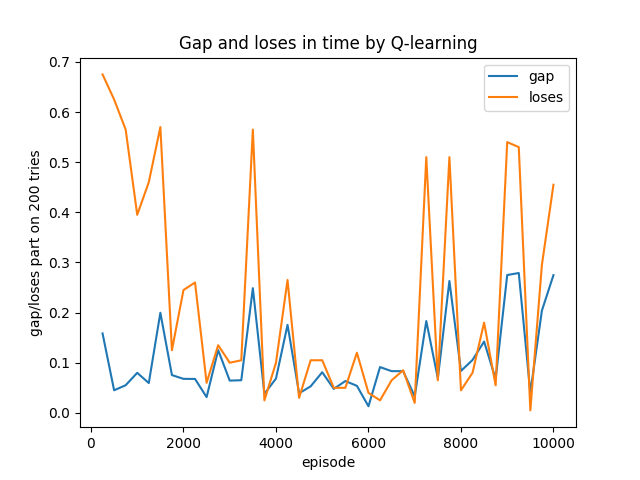 Gap and loses in time by Q-learning
gap
loses
gap/loses part on 200 tries
0.7
0.6
0.5
0.4
0.3
0.2
0.1
0.0
0 2000 4000 6000 8000 10000
episode